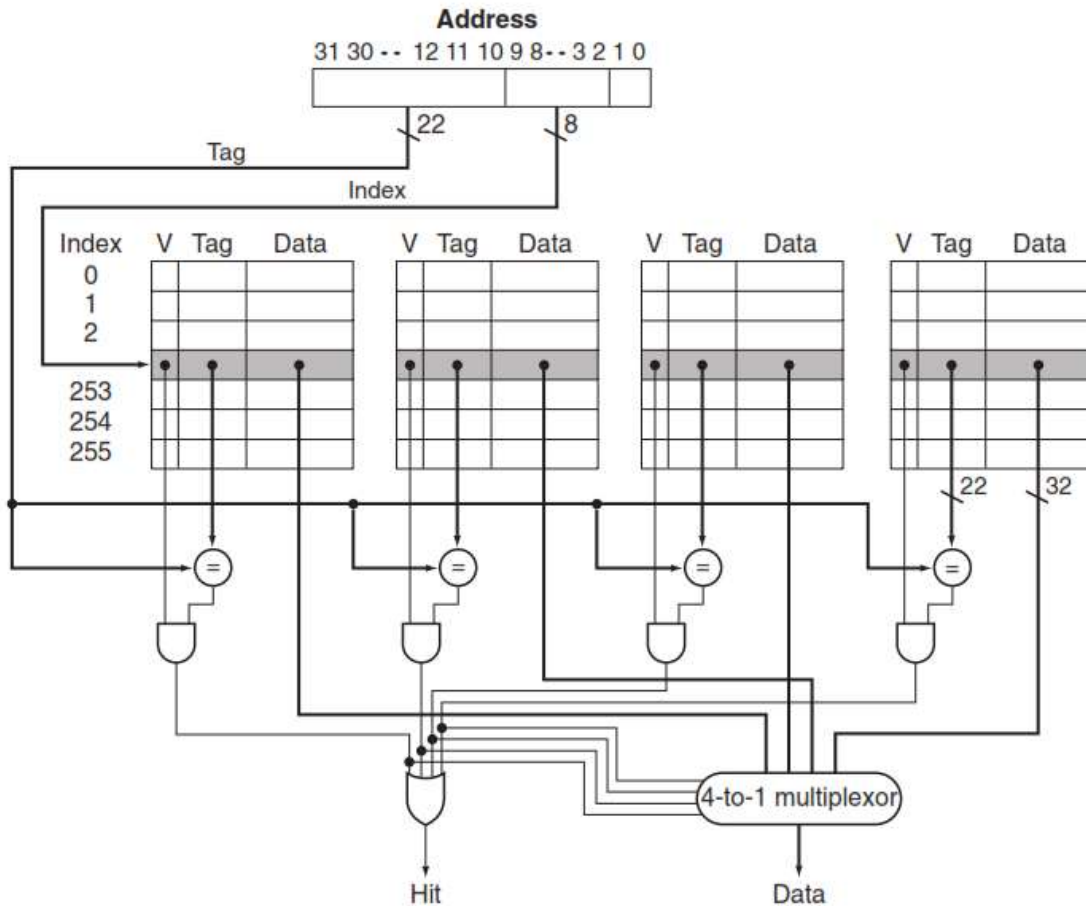 Address
31 30 -- 12 11 10 9 8 -- 3 2 1 0
22
8
Tag
Index
Index V Tag Data V Tag Data V Tag Data V Tag Data
0
1
2
253
254
255
22 32
= = = =
4-to-1 multiplexor
Hit Data